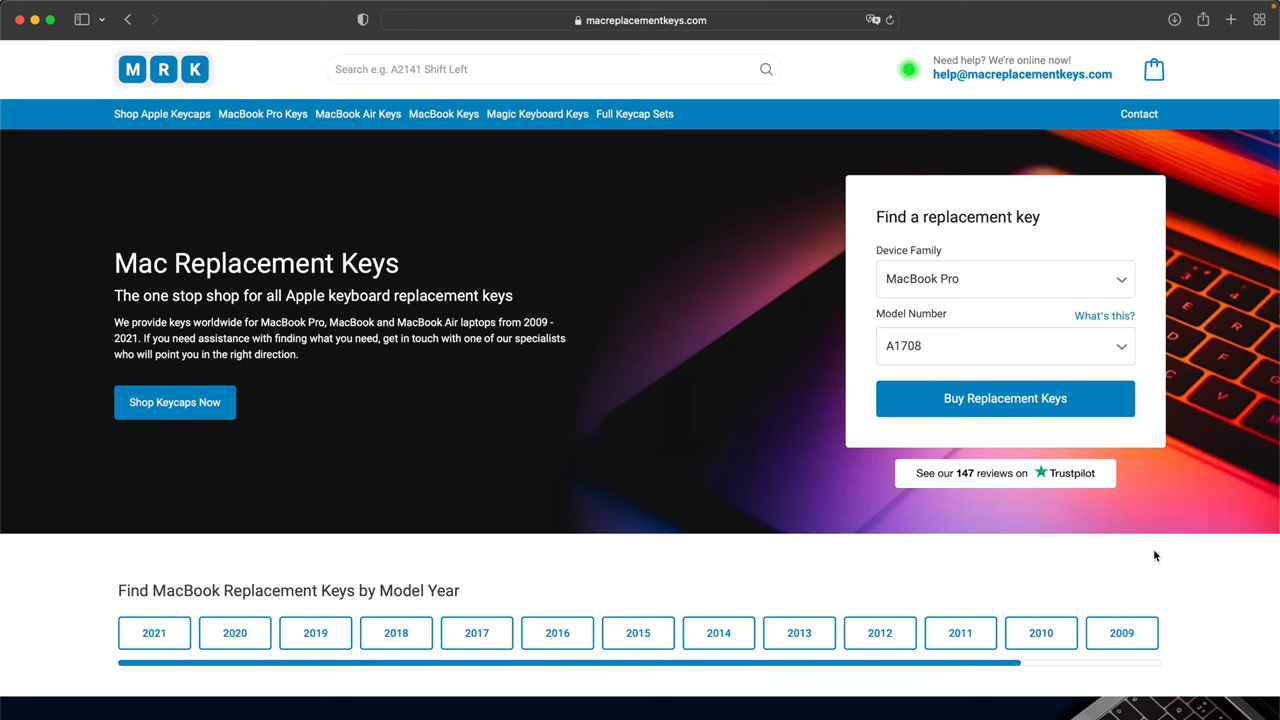 macreplacementkeys.com
M R K
Search e.g. A2141 Shift Left
Need help? We're online now!
help@macreplacementkeys.com
Shop Apple Keycaps MacBook Pro Keys MacBook Air Keys MacBook Keys Magic Keyboard Keys Full Keycap Sets Contact
Mac Replacement Keys
The one stop shop for all Apple keyboard replacement keys
We provide keys worldwide for MacBook Pro, MacBook and MacBook Air laptops from 2009 -
2021. If you need assistance with finding what you need, get in touch with one of our specialists
who will point you in the right direction.
Shop Keycaps Now
Find a replacement key
Device Family
MacBook Pro
Model Number What's this?
A1708
Buy Replacement Keys
See our 147 reviews on Trustpilot
Find MacBook Replacement Keys by Model Year
2021 2020 2019 2018 2017 2016 2015 2014 2013 2012 2011 2010 2009